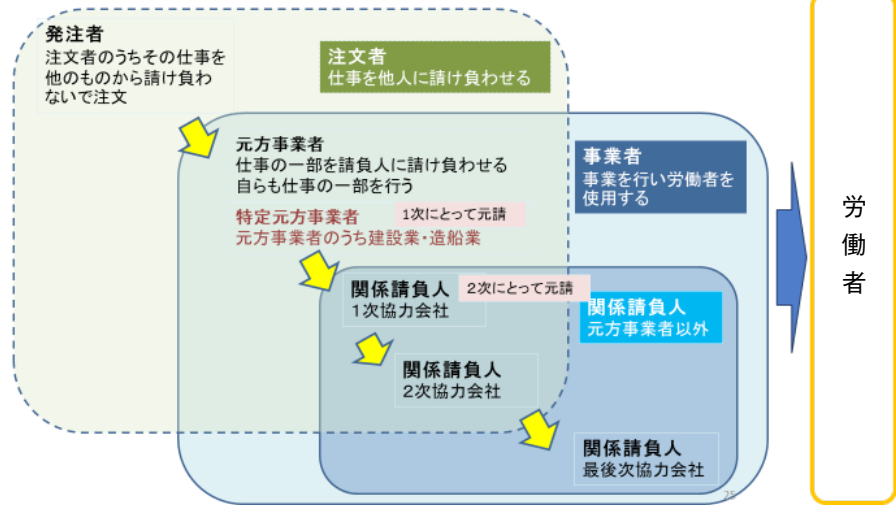 発注者
注文者のうちその仕事を
他のものから請け負わ
ないで注文
注文者
仕事を他人に請け負わせる
元方事業者
仕事の一部を請負人に請け負わせる
自らも仕事の一部を行う
事業者
事業を行い労働者を
使用する
特定元方事業者
1次にとって元請
元方事業者のうち建設業・造船業
関係請負人
1次協力会社
2次にとって元請
関係請負人
元方事業者以外
関係請負人
2次協力会社
関係請負人
最後次協力会社
25
労
働
者